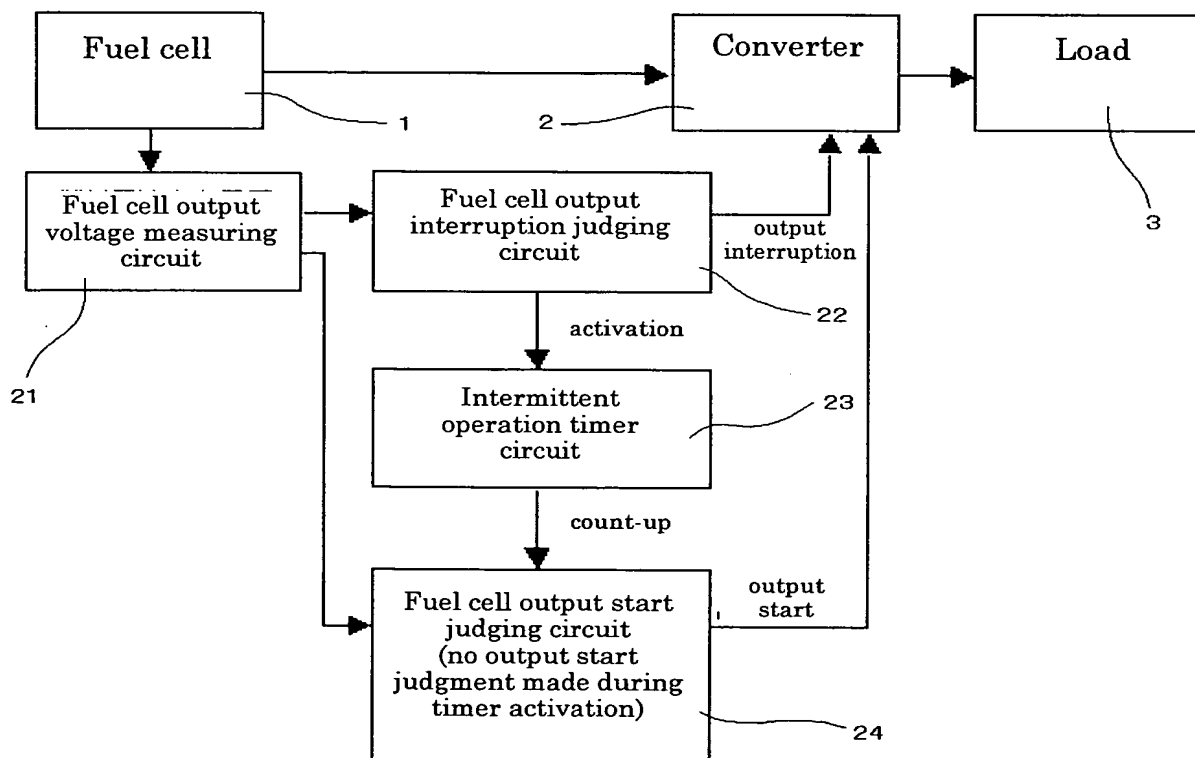 Fuel cell
Converter
Load
1
2
3
Fuel cell output
voltage measuring
circuit
21
Fuel cell output
interruption judging
circuit
22
output
interruption
activation
Intermittent
operation timer
circuit
23
count-up
Fuel cell output start
judging circuit
(no output start
judgment made during
timer activation)
24
output
start